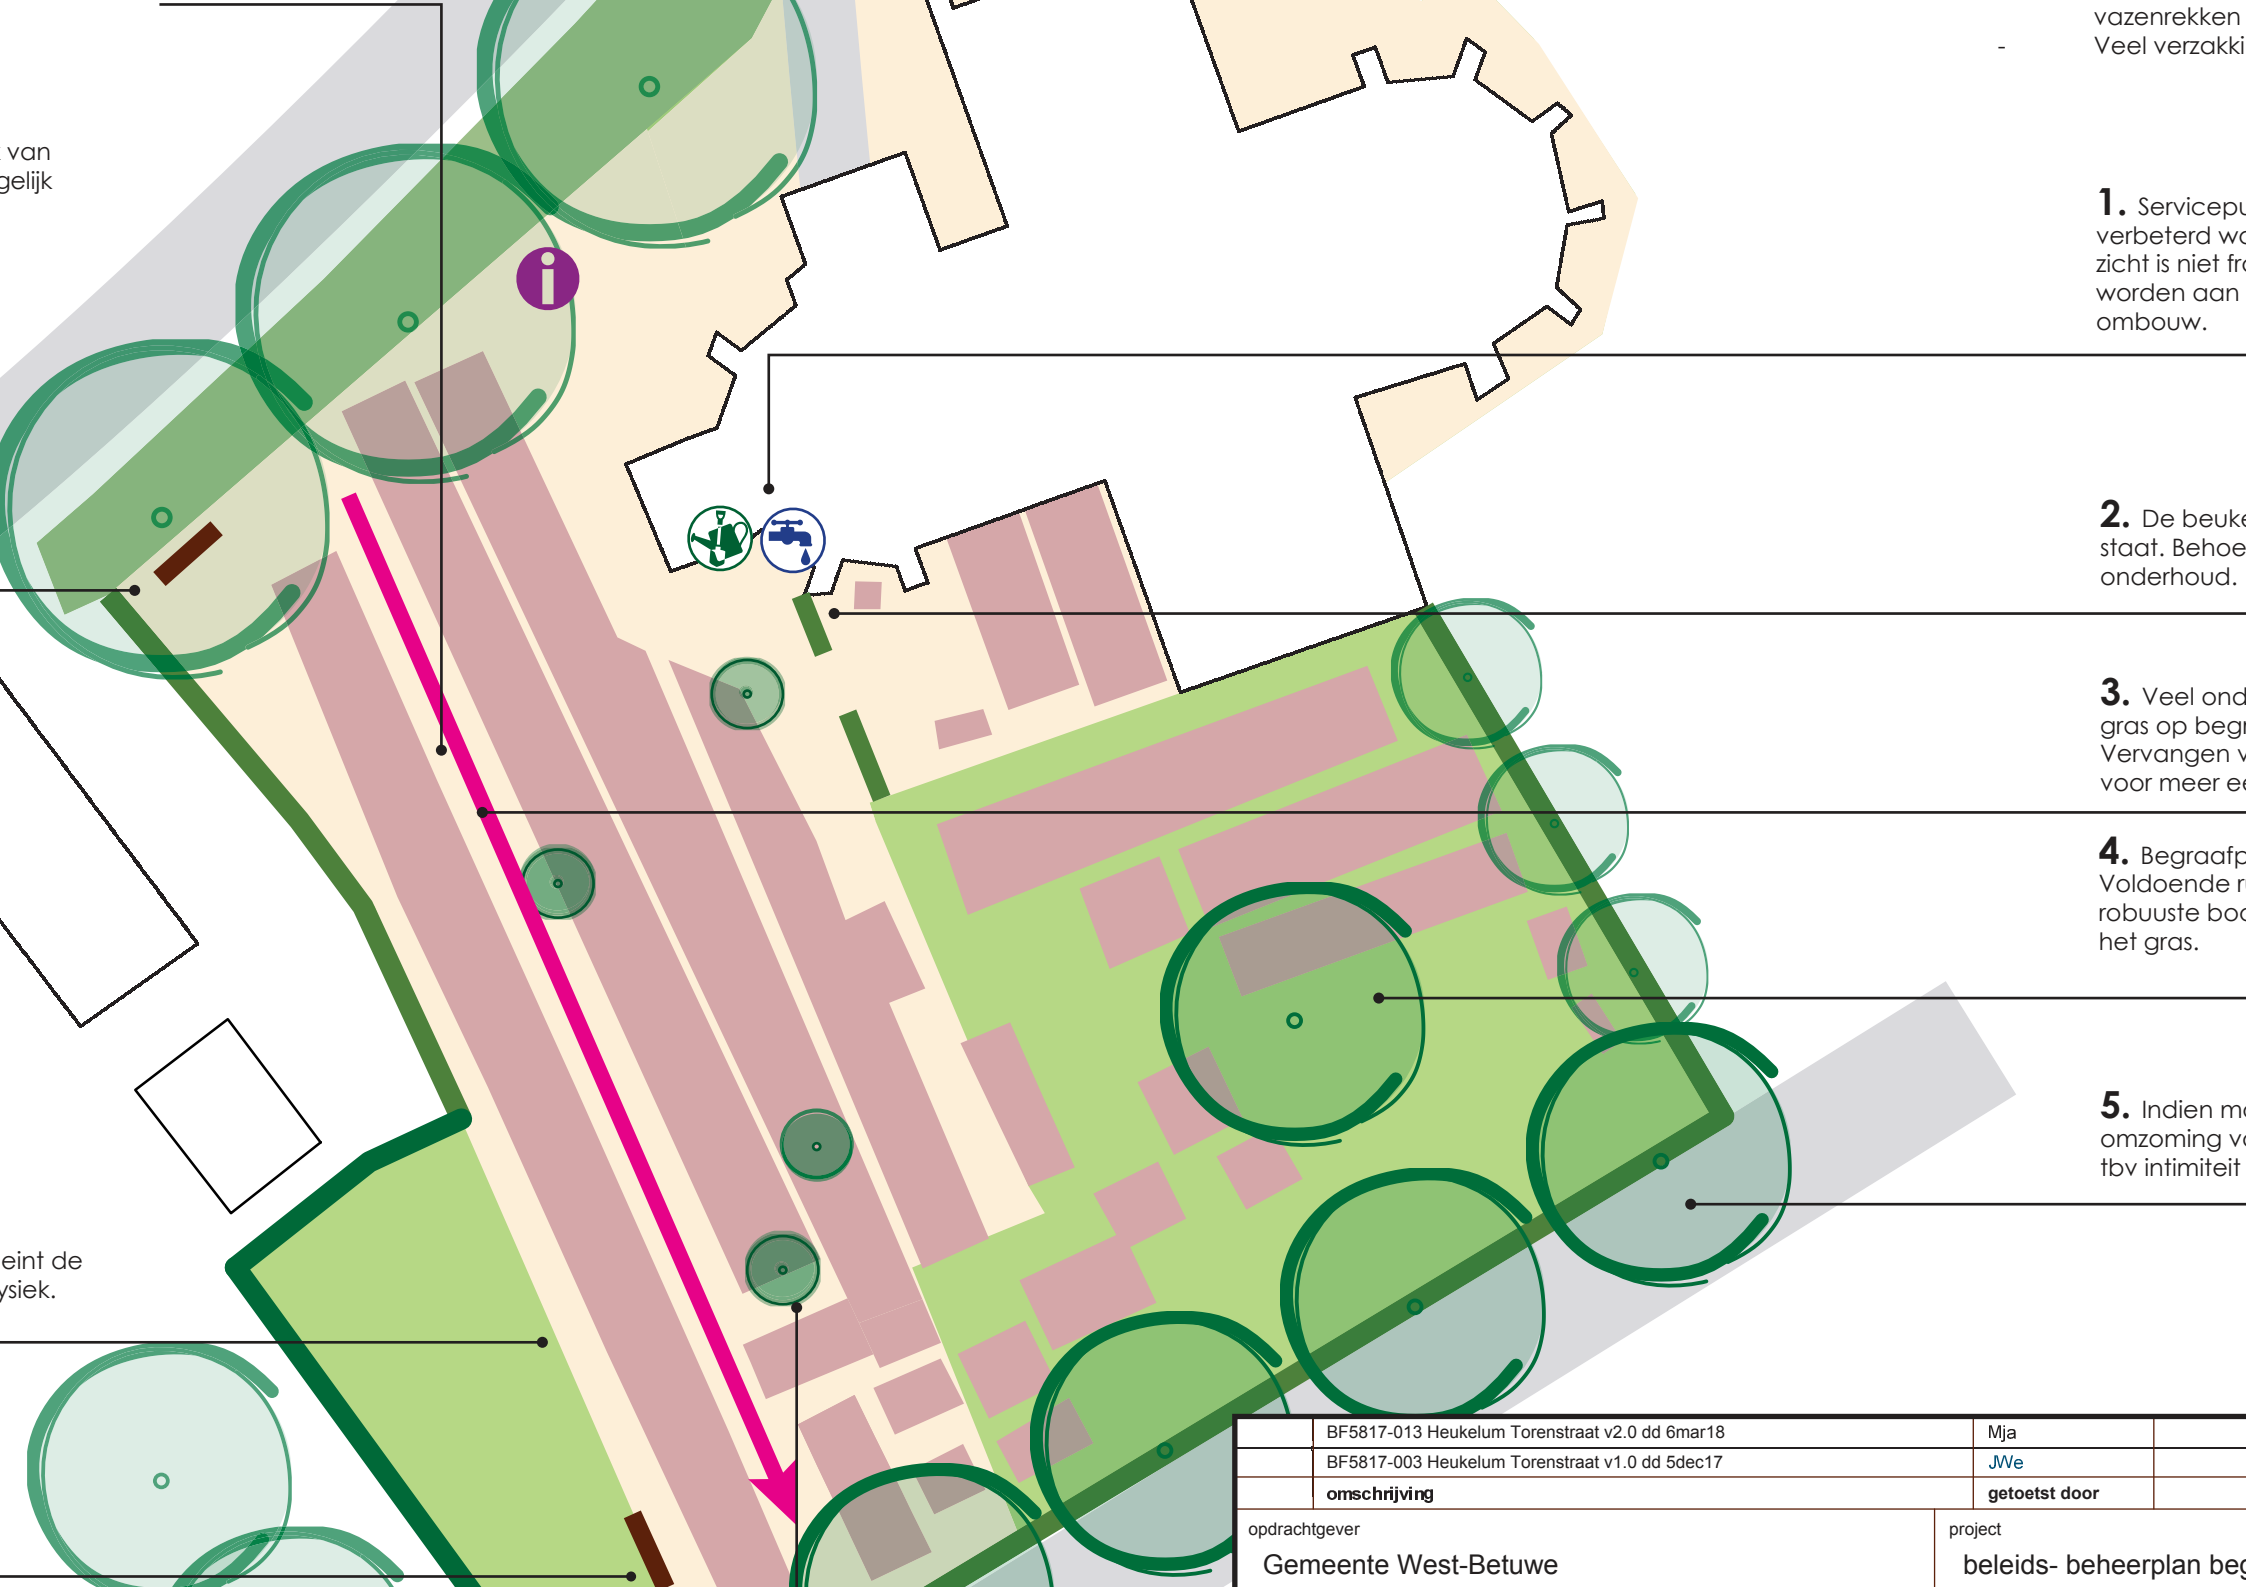 vazenrekken
- Veel verzakki
van
gelijk
1. Servicepu
verbeterd wo
zicht is niet fra
worden aan
ombouw.
2. De beuke
staat. Behoe
onderhoud.
3. Veel ond
gras op begr
Vervangen v
voor meer ee
4. Begraafp
Voldoende r
robuuste boo
het gras.
5. Indien mo
omzoming vo
tbv intimiteit
eint de
ysiek.
i
BF5817-013 Heukelum Torenstraat v2.0 dd 6mar18 Mja
BF5817-003 Heukelum Torenstraat v1.0 dd 5dec17 JWe
omschrijving getoetst door
opdrachtgever project
Gemeente West-Betuwe beleids- beheerplan beg